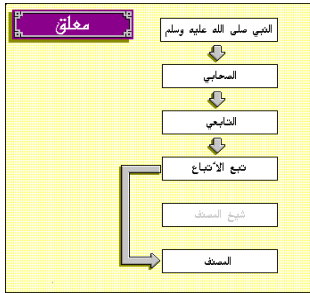 معلق
النبي صلى الله عليه وسلم
الصحابي
التابعي
تبع الأتباع
شيخ المصنف
المصنف